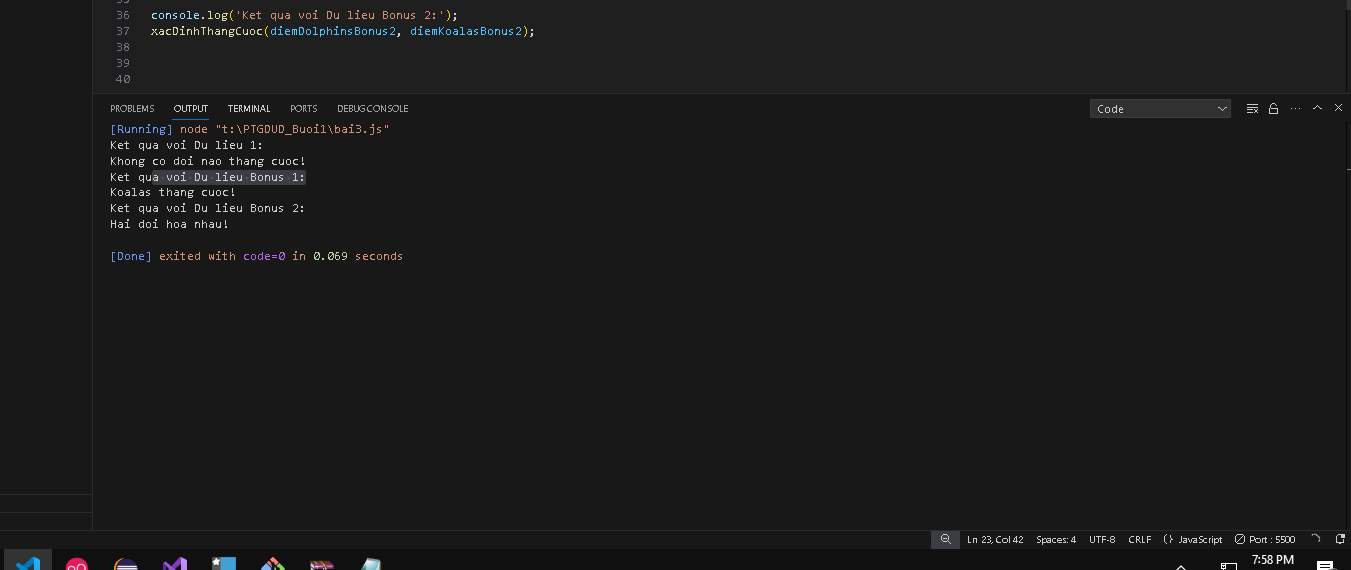 36 console.log('Ket qua voi Du lieu Bonus 2:');
37 xacDinhThangCuoc(diemDolphinsBonus2, diemKoalasBonus2);
38
39
40
PROBLEMS OUTPUT TERMINAL PORTS DEBUG CONSOLE Code
[Running] node "t:\PTGDUD_Buoi1\bai3.js"
Ket qua voi Du lieu 1:
Khong co doi nao thang cuoc!
Ket qua voi Du lieu Bonus 1:
Koalas thang cuoc!
Ket qua voi Du lieu Bonus 2:
Hai doi hoa nhau!
[Done] exited with code=0 in 0.069 seconds
Ln 23, Col 42 Spaces: 4 UTF-8 CRLF {} JavaScript Port : 5500
7:58 PM